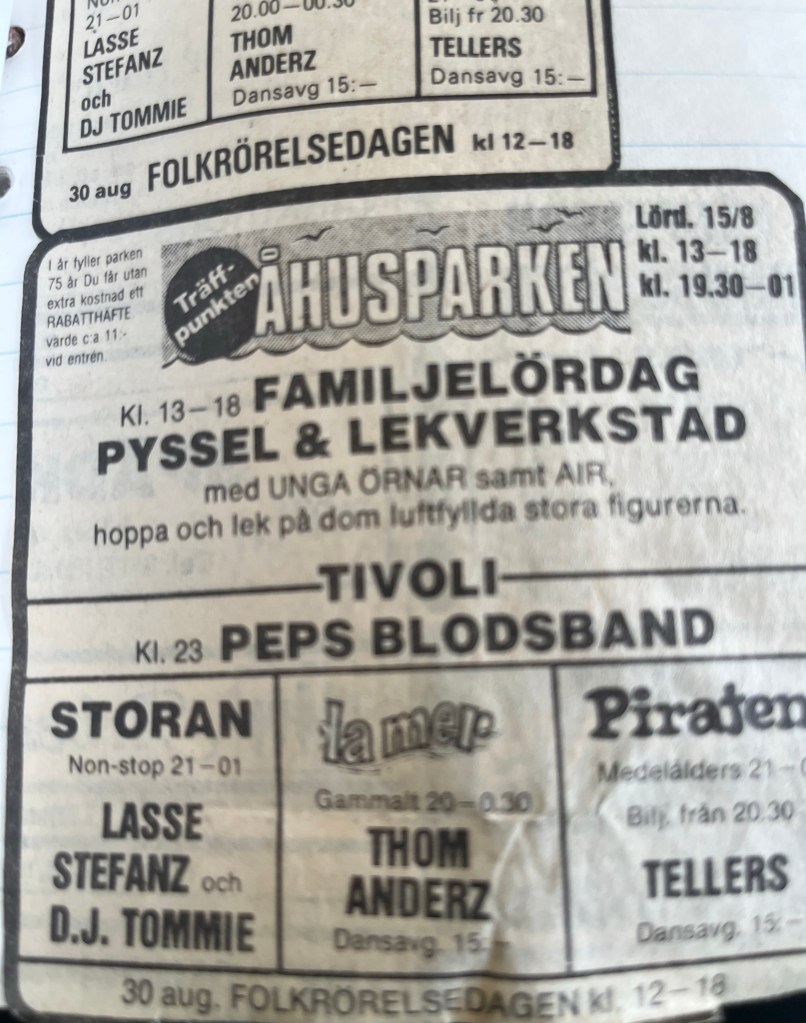 21–01
LASSE
STEFANZ
och
DJ TOMMIE
20.00–00.30
THOM
ANDERZ
Dansavg 15:—
Bilj fr 20.30
TELLERS
Dansavg 15:—
30 aug FOLKRÖRELSEDAGEN kl 12–18
I år fyller parken
75 år Du får utan
extra kostnad ett
RABATTHÄFTE
värde c:a 11:-
vid entrén.
Träff-
punkten
ÅHUSPARKEN
Lörd. 15/8
kl. 13–18
kl. 19.30–01
Kl. 13–18 FAMILJELÖRDAG
PYSSEL & LEKVERKSTAD
med UNGA ÖRNAR samt AIR,
hoppa och lek på dom luftfyllda stora figurerna.
TIVOLI
Kl. 23 PEPS BLODSBAND
STORAN
Non-stop 21–01
LASSE
STEFANZ och
D.J. TOMMIE
la mer
Gammalt 20–0.30
THOM
ANDERZ
Dansavg. 15:-
Piraten
Medelålders 21–0
Bilj. från 20.30
TELLERS
Dansavg. 15:-
30 aug. FOLKRÖRELSEDAGEN kl. 12–18